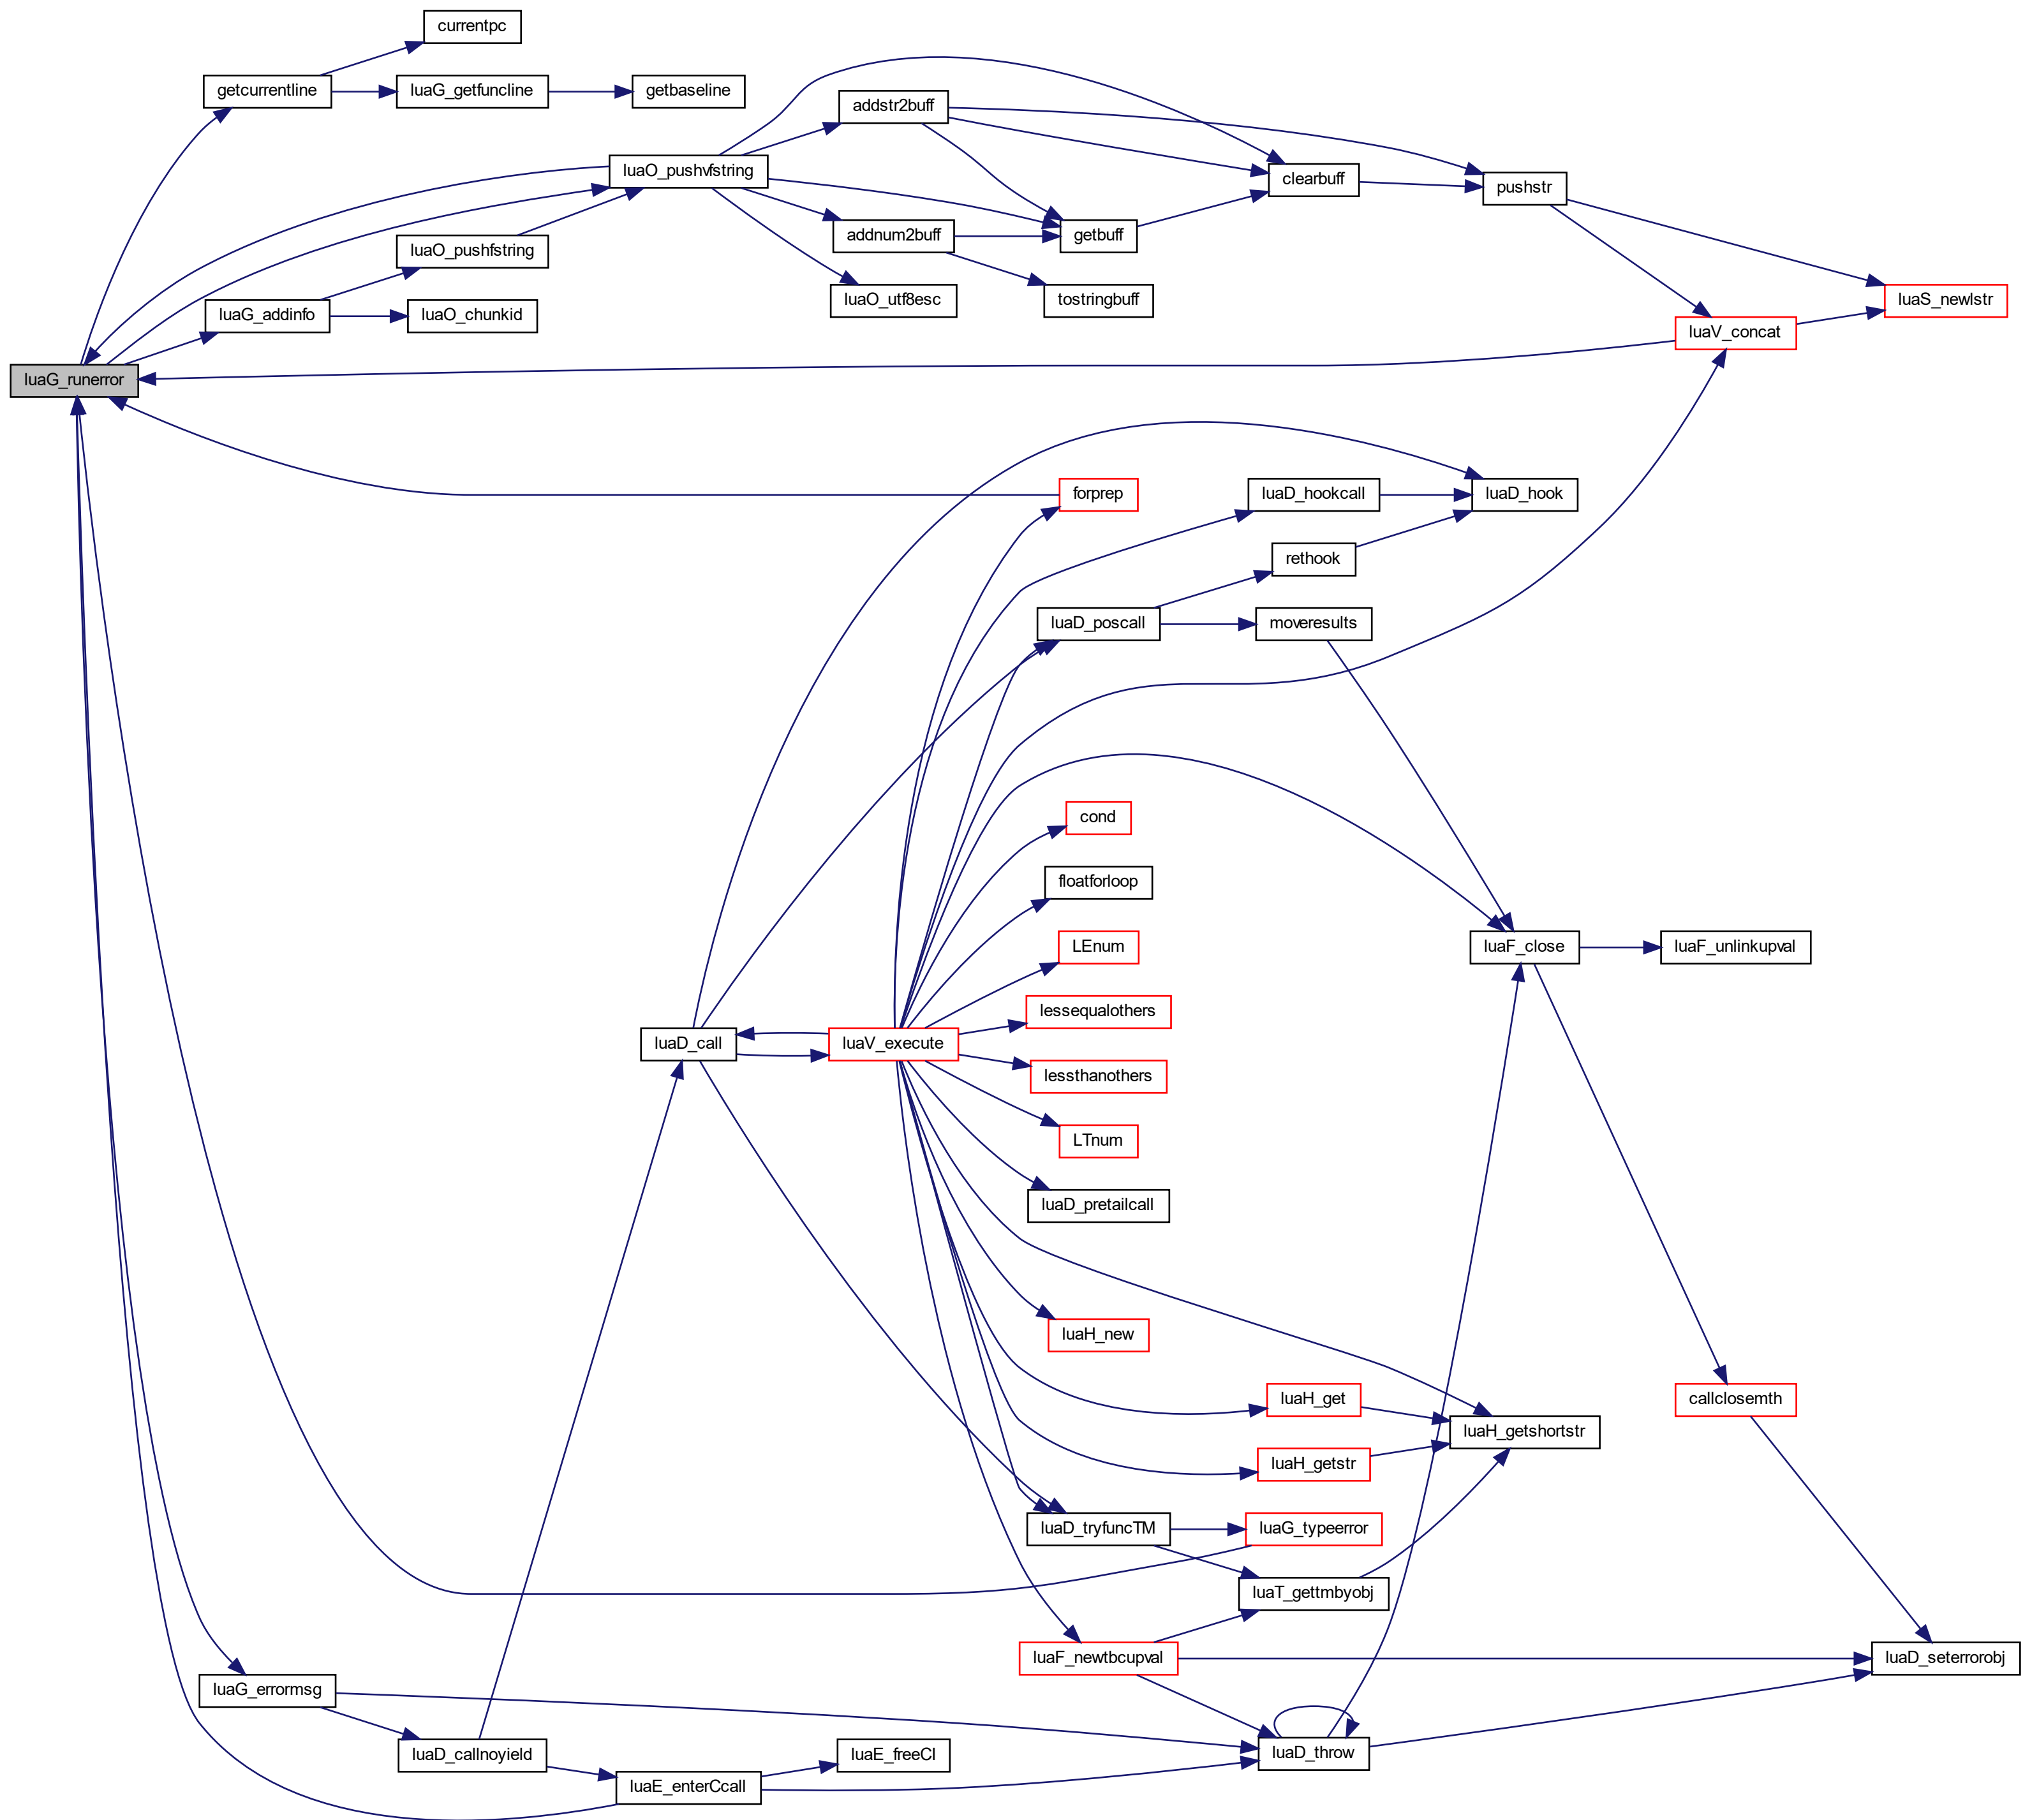 currentpc
getcurrentline
luaG_getfuncline
getbaseline
addstr2buff
luaO_pushvfstring
clearbuff
pushstr
addnum2buff
getbuff
luaO_pushfstring
luaO_utf8esc
tostringbuff
luaS_newlstr
luaG_addinfo
luaO_chunkid
luaV_concat
luaG_runerror
forprep
luaD_hookcall
luaD_hook
rethook
luaD_poscall
moveresults
cond
floatforloop
LEnum
luaF_close
luaF_unlinkupval
lessequalothers
luaD_call
luaV_execute
lessthanothers
LTnum
luaD_pretailcall
luaH_new
luaH_get
callclosemth
luaH_getshortstr
luaH_getstr
luaD_tryfuncTM
luaG_typeerror
luaT_gettmbyobj
luaF_newtbcupval
luaD_seterrorobj
luaG_errormsg
luaD_callnoyield
luaE_freeCI
luaD_throw
luaE_enterCcall